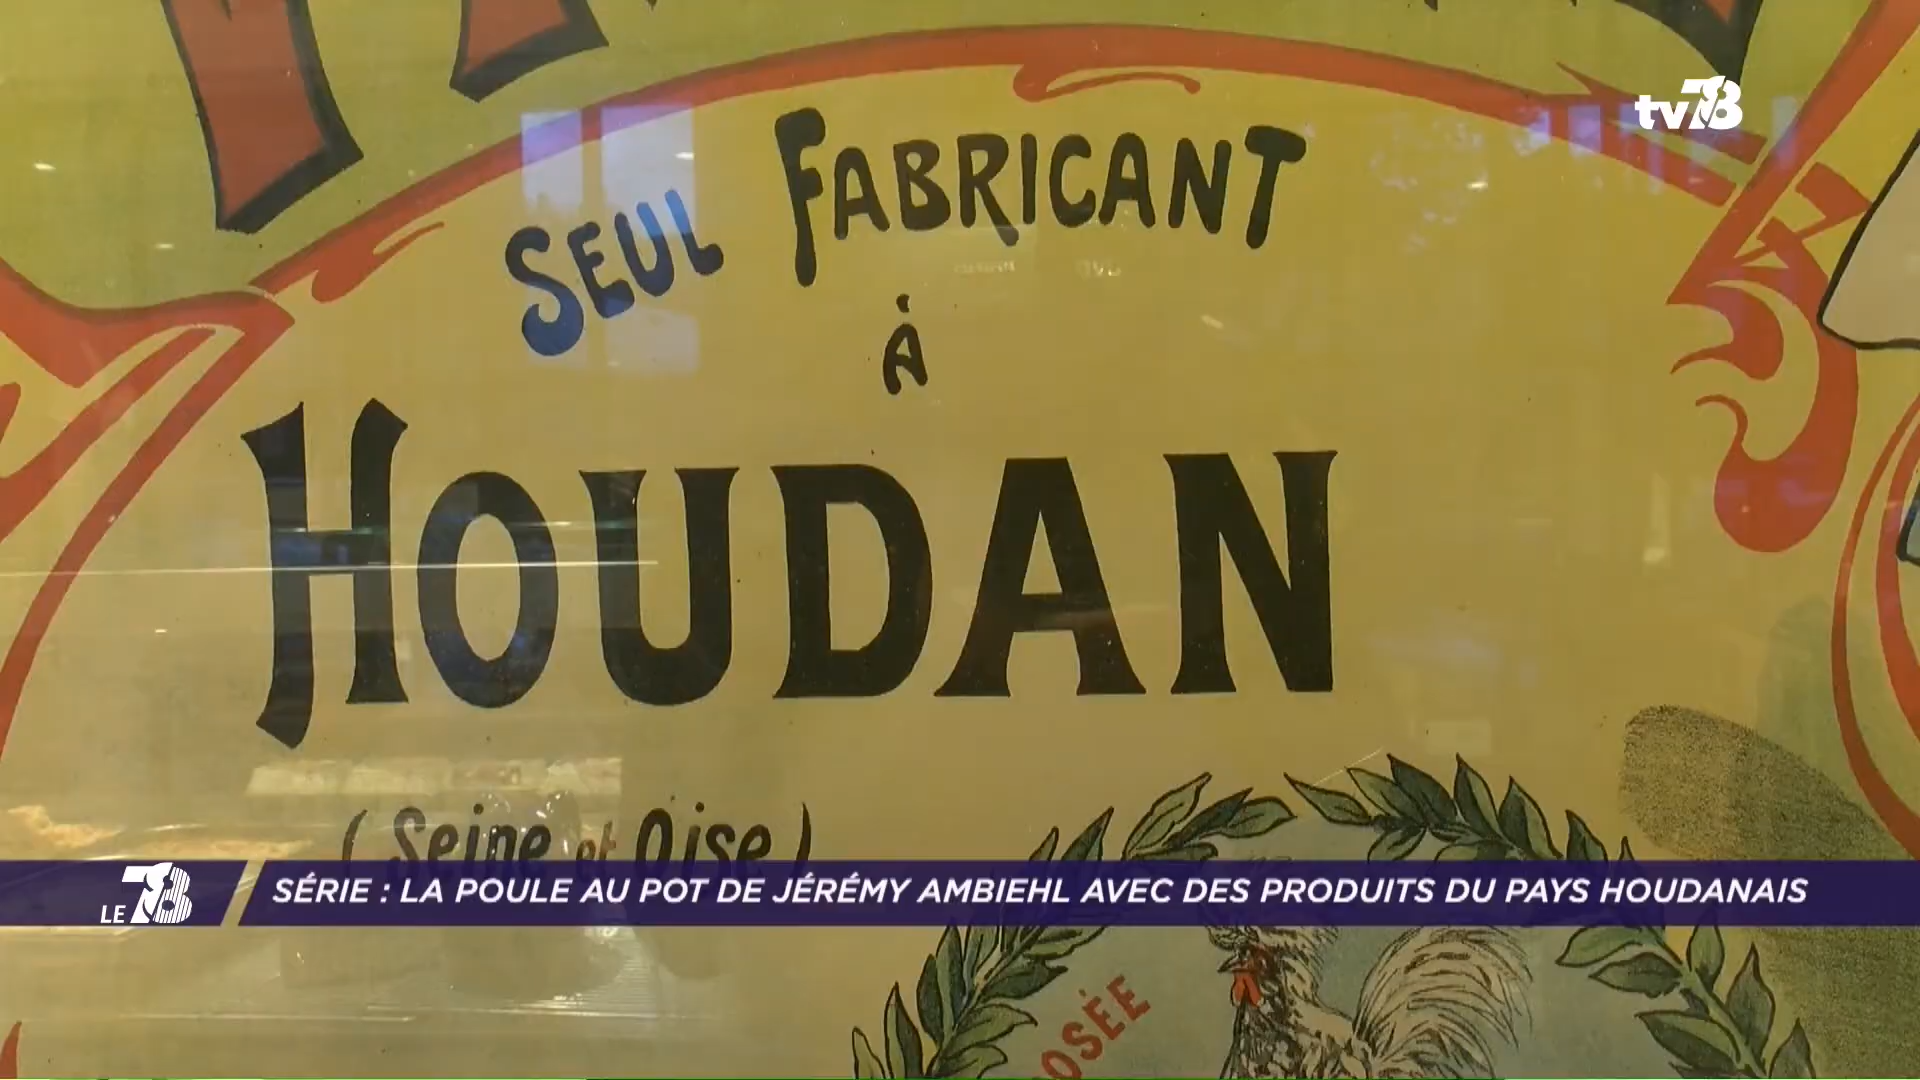 tv78
SEUL FABRICANT
À
HOUDAN
(Seine et Oise)
LE 78
SÉRIE : LA POULE AU POT DE JÉRÉMY AMBIEHL AVEC DES PRODUITS DU PAYS HOUDANAIS